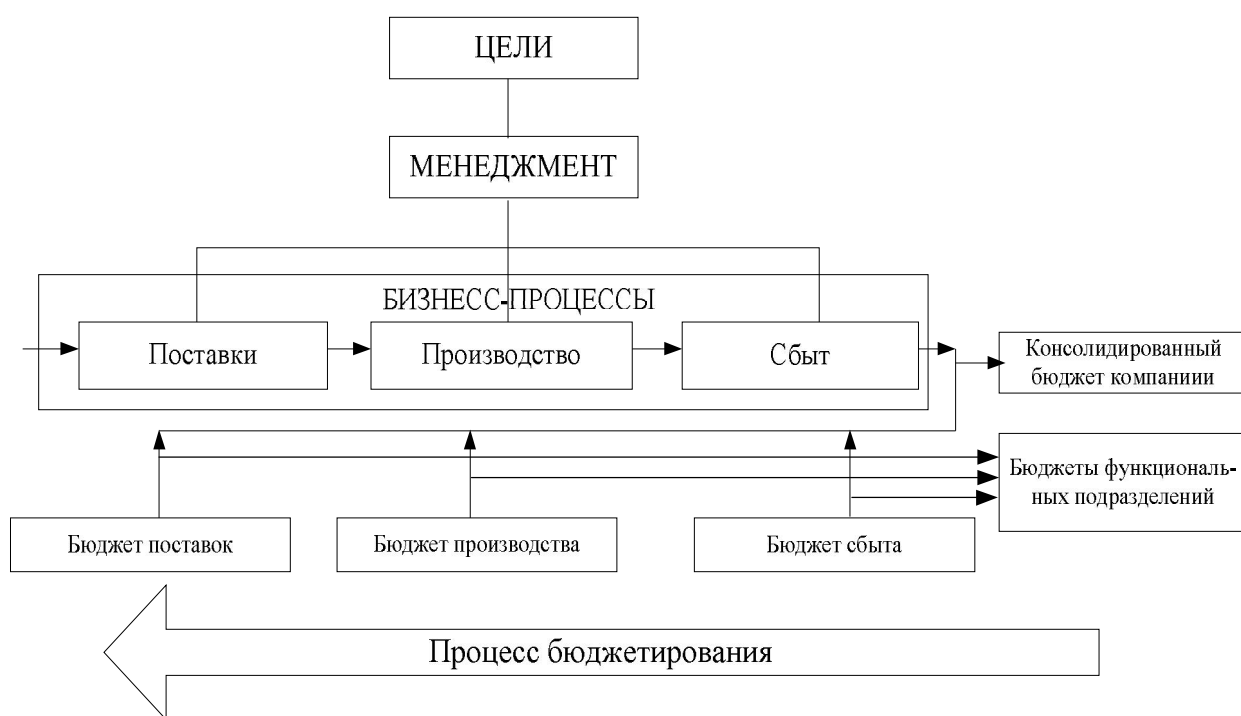 ЦЕЛИ
МЕНЕДЖМЕНТ
БИЗНЕСС-ПРОЦЕССЫ
Поставки
Производство
Сбыт
Консолидированный
бюджет компаниии
Бюджеты функциональ-
ных подразделений
Бюджет поставок
Бюджет производства
Бюджет сбыта
Процесс бюджетирования